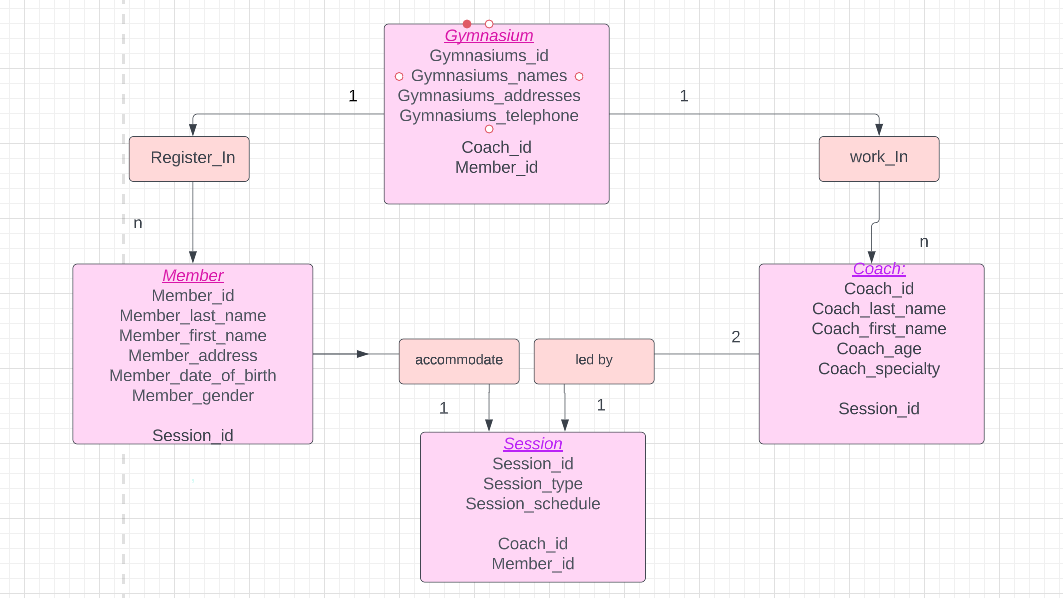 Gymnasium
Gymnasiums_id
Gymnasiums_names
Gymnasiums_addresses
Gymnasiums_telephone
Coach_id
Member_id
1
1
Register_In
work_In
n
n
Member
Member_id
Member_last_name
Member_first_name
Member_address
Member_date_of_birth
Member_gender
Session_id
Coach:
Coach_id
Coach_last_name
Coach_first_name
Coach_age
Coach_specialty
Session_id
accommodate
led by
2
1
1
Session
Session_id
Session_type
Session_schedule
Coach_id
Member_id